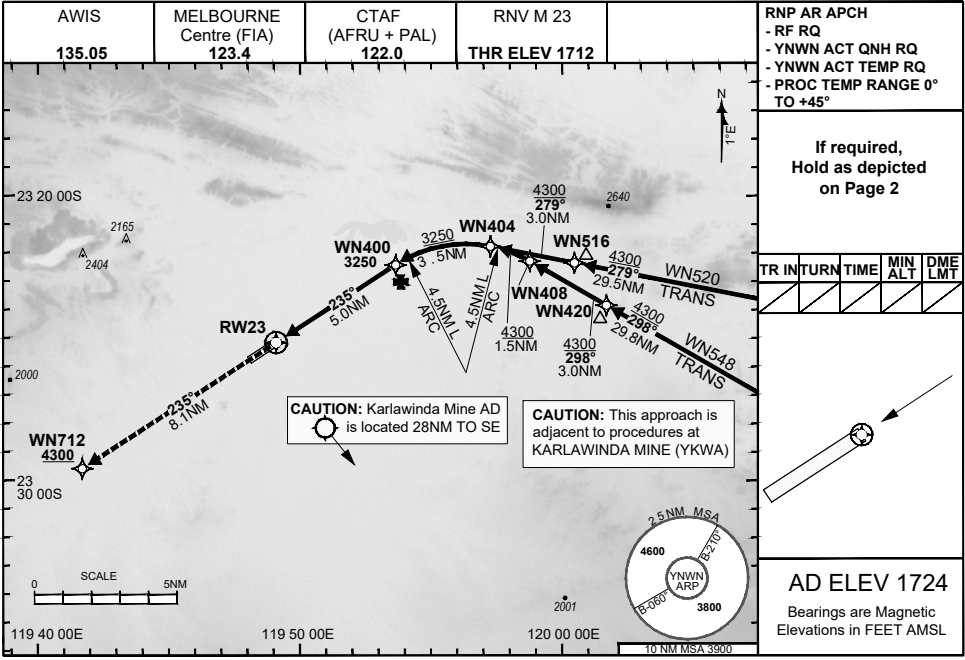 AWIS
135.05
MELBOURNE
Centre (FIA)
123.4
CTAF
(AFRU + PAL)
122.0
RNV M 23
THR ELEV 1712
RNP AR APCH
- RF RQ
- YNWN ACT QNH RQ
- YNWN ACT TEMP RQ
- PROC TEMP RANGE 0°
TO +45°
If required,
Hold as depicted
on Page 2
TR IN
TURN
TIME
MIN
ALT
DME
LMT
N
1°E
23 20 00S
2165
2404
2640
4300
279°
3.0NM
WN404
WN400
3250
3250
3.5NM
WN516
4300
279°
29.5NM
WN520
TRANS
WN408
WN420
4300
298°
29.8NM
WN548
TRANS
4.5NM L
ARC
4.5NM L
ARC
4300
1.5NM
4300
298°
3.0NM
235°
5.0NM
RW23
2000
235°
8.1NM
WN712
4300
CAUTION: Karlawinda Mine AD
is located 28NM TO SE
CAUTION: This approach is
adjacent to procedures at
KARLAWINDA MINE (YKWA)
23
30 00S
SCALE
0
5NM
25NM MSA
4600
B-210°
YNWN
ARP
B-060°
3800
10 NM MSA 3900
2001
119 40 00E
119 50 00E
120 00 00E
AD ELEV 1724
Bearings are Magnetic
Elevations in FEET AMSL